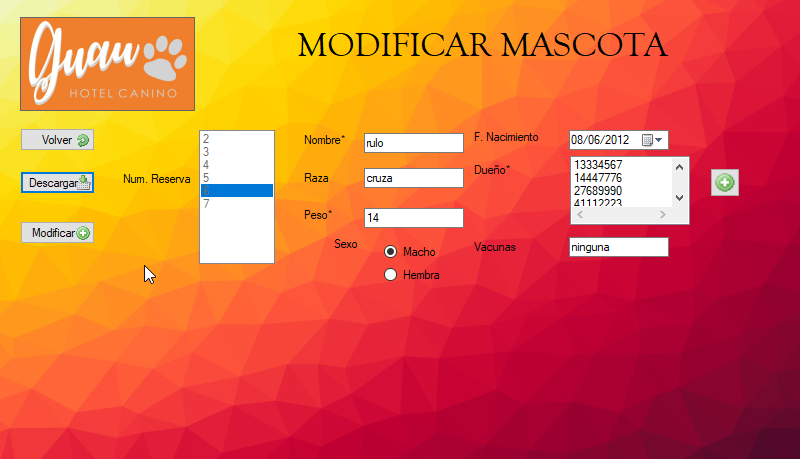 MODIFICAR MASCOTA
Guau
HOTEL CANINO
Volver
Descargar
Modificar
Num. Reserva
2
3
4
5
6
7
Nombre*
rulo
Raza
cruza
Peso*
14
Sexo
Macho
Hembra
F. Nacimiento
08/06/2012
Dueño*
13334567
14447776
27689990
41112223
Vacunas
ninguna